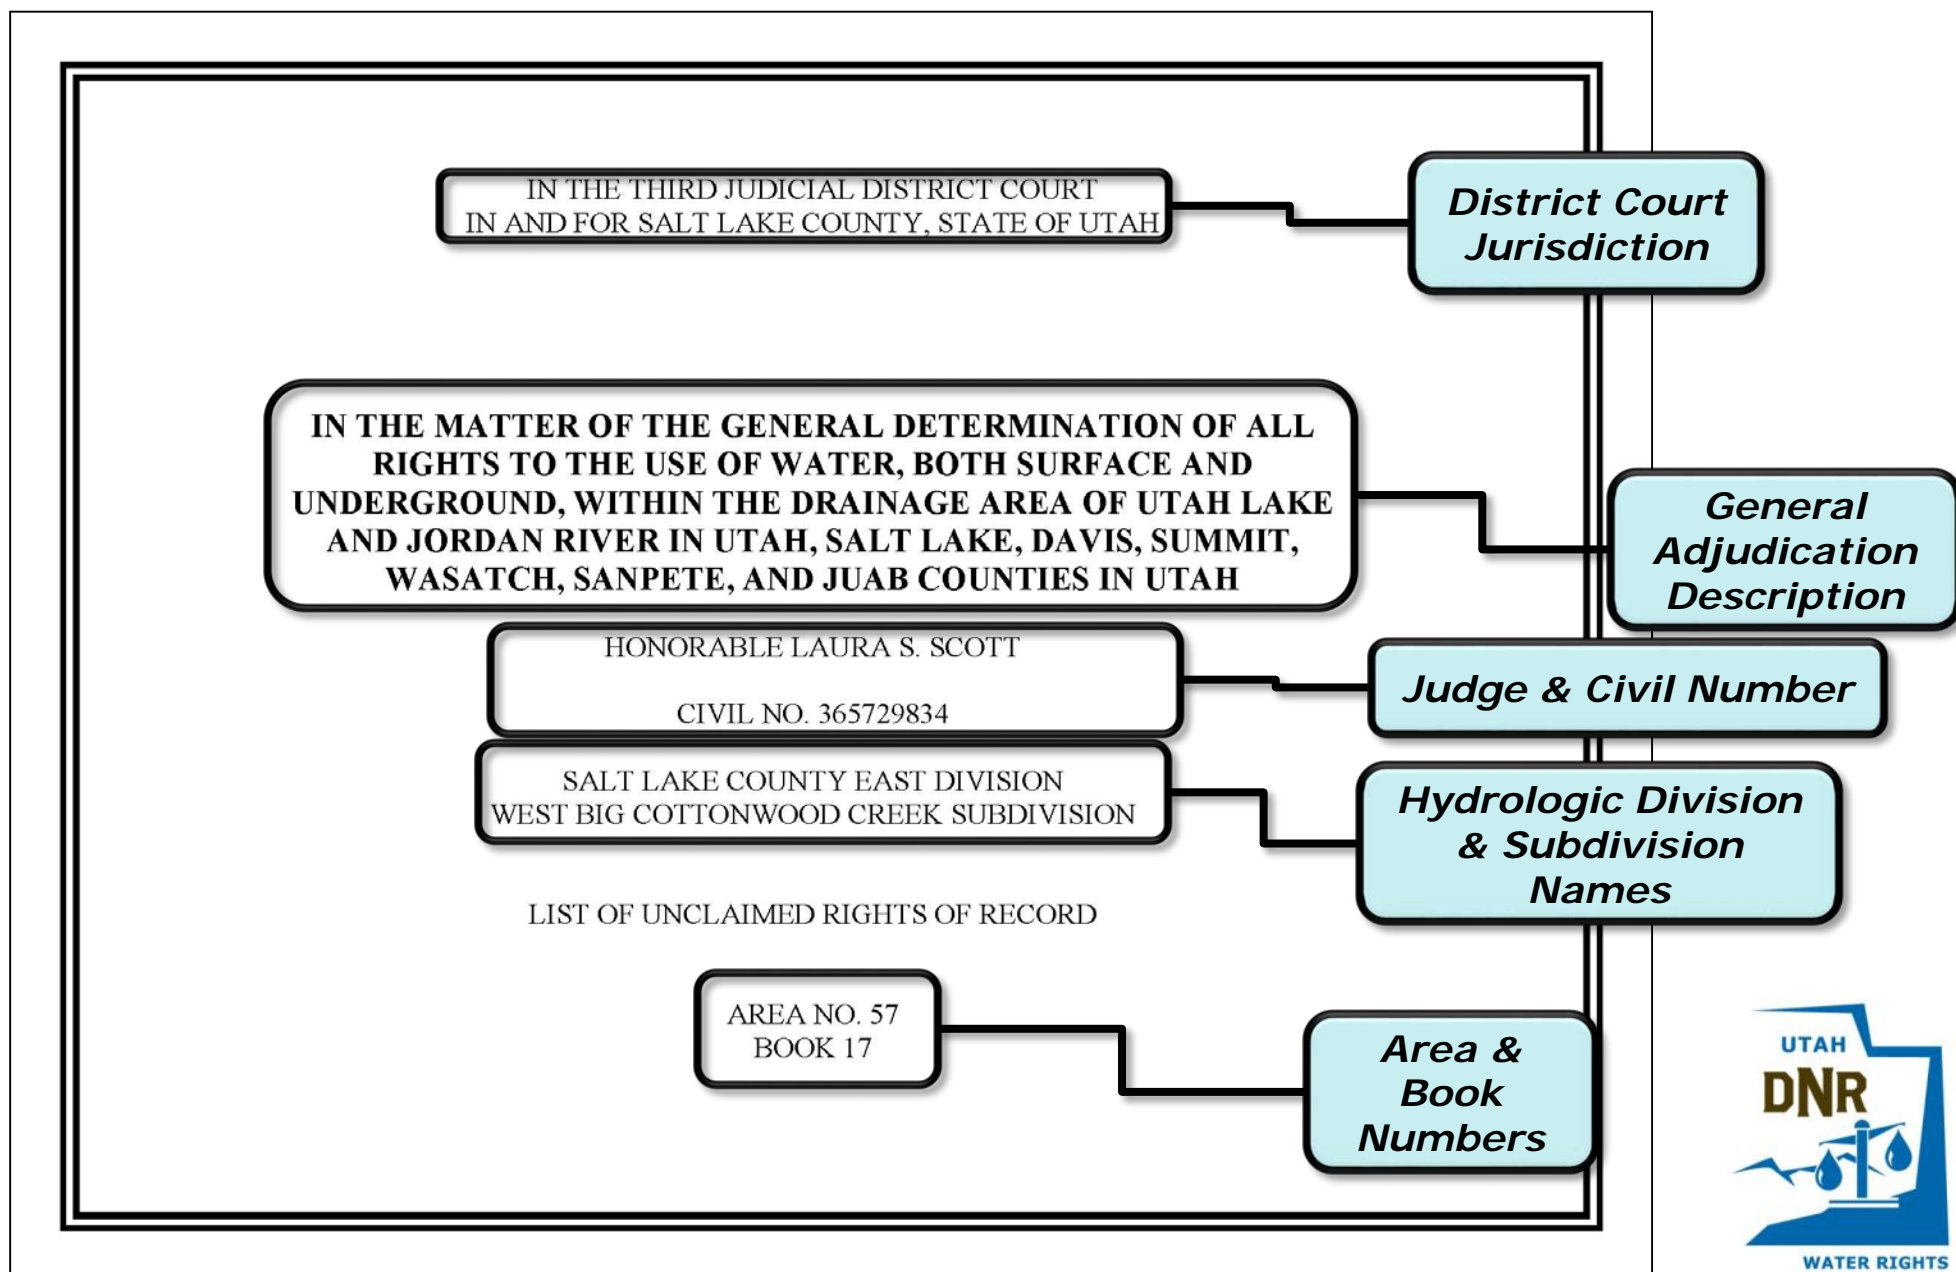 IN THE THIRD JUDICIAL DISTRICT COURT
IN AND FOR SALT LAKE COUNTY, STATE OF UTAH
District Court
Jurisdiction
IN THE MATTER OF THE GENERAL DETERMINATION OF ALL
RIGHTS TO THE USE OF WATER, BOTH SURFACE AND
UNDERGROUND, WITHIN THE DRAINAGE AREA OF UTAH LAKE
AND JORDAN RIVER IN UTAH, SALT LAKE, DAVIS, SUMMIT,
WASATCH, SANPETE, AND JUAB COUNTIES IN UTAH
General
Adjudication
Description
HONORABLE LAURA S. SCOTT
CIVIL NO. 365729834
Judge & Civil Number
SALT LAKE COUNTY EAST DIVISION
WEST BIG COTTONWOOD CREEK SUBDIVISION
Hydrologic Division
& Subdivision
Names
LIST OF UNCLAIMED RIGHTS OF RECORD
AREA NO. 57
BOOK 17
Area &
Book
Numbers
UTAH
DNR
WATER RIGHTS